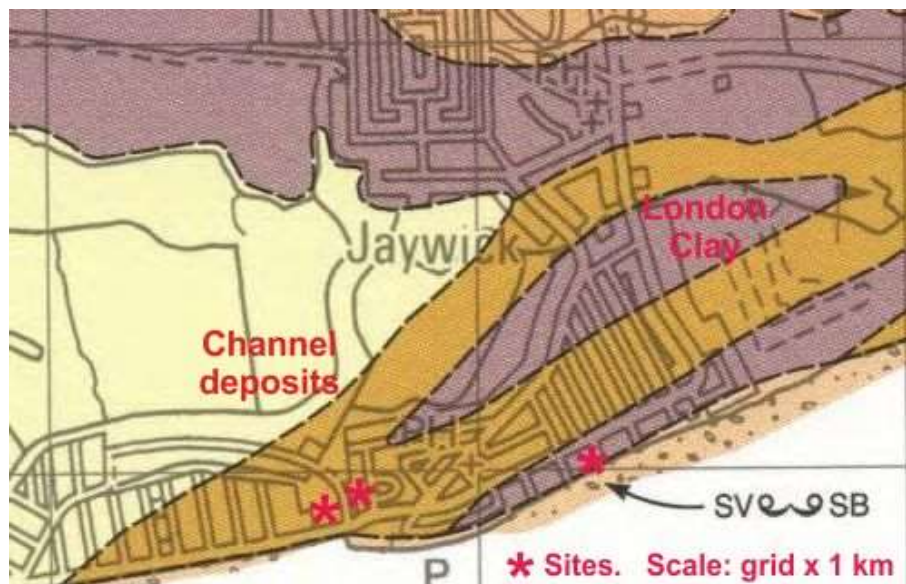 London
Clay
Jaywick
Channel
deposits
PH
SV SB
P
* Sites. Scale: grid x 1 km